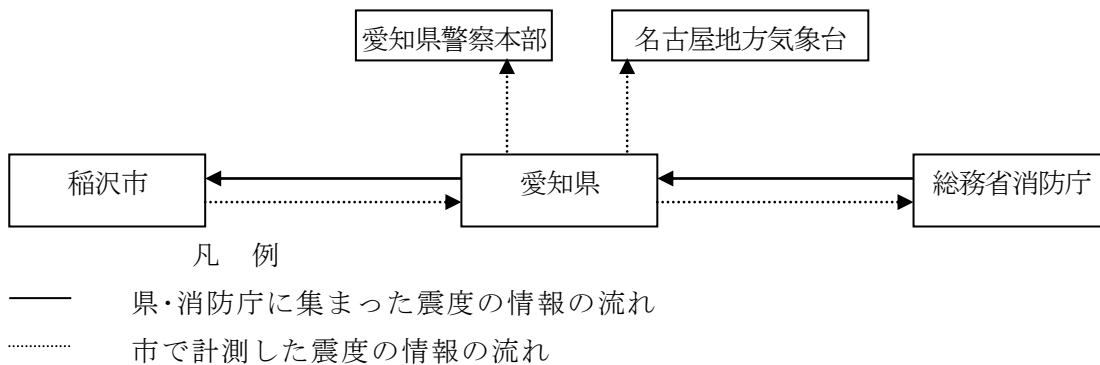 愛知県警察本部
名古屋地方気象台
稲沢市
愛知県
総務省消防庁
凡 例
県・消防庁に集まった震度の情報の流れ
市で計測した震度の情報の流れ